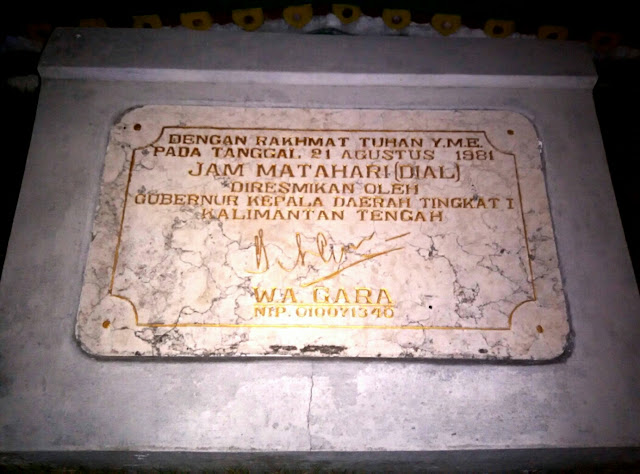 DENGAN RAKHMAT TUHAN Y.M.E.
PADA TANGGAL 21 AGUSTUS 1981
JAM MATAHARI (DIAL)
DIRESMIKAN OLEH
GUBERNUR KEPALA DAERAH TINGKAT I
KALIMANTAN TENGAH
W.A. GARA
NIP. 010071340